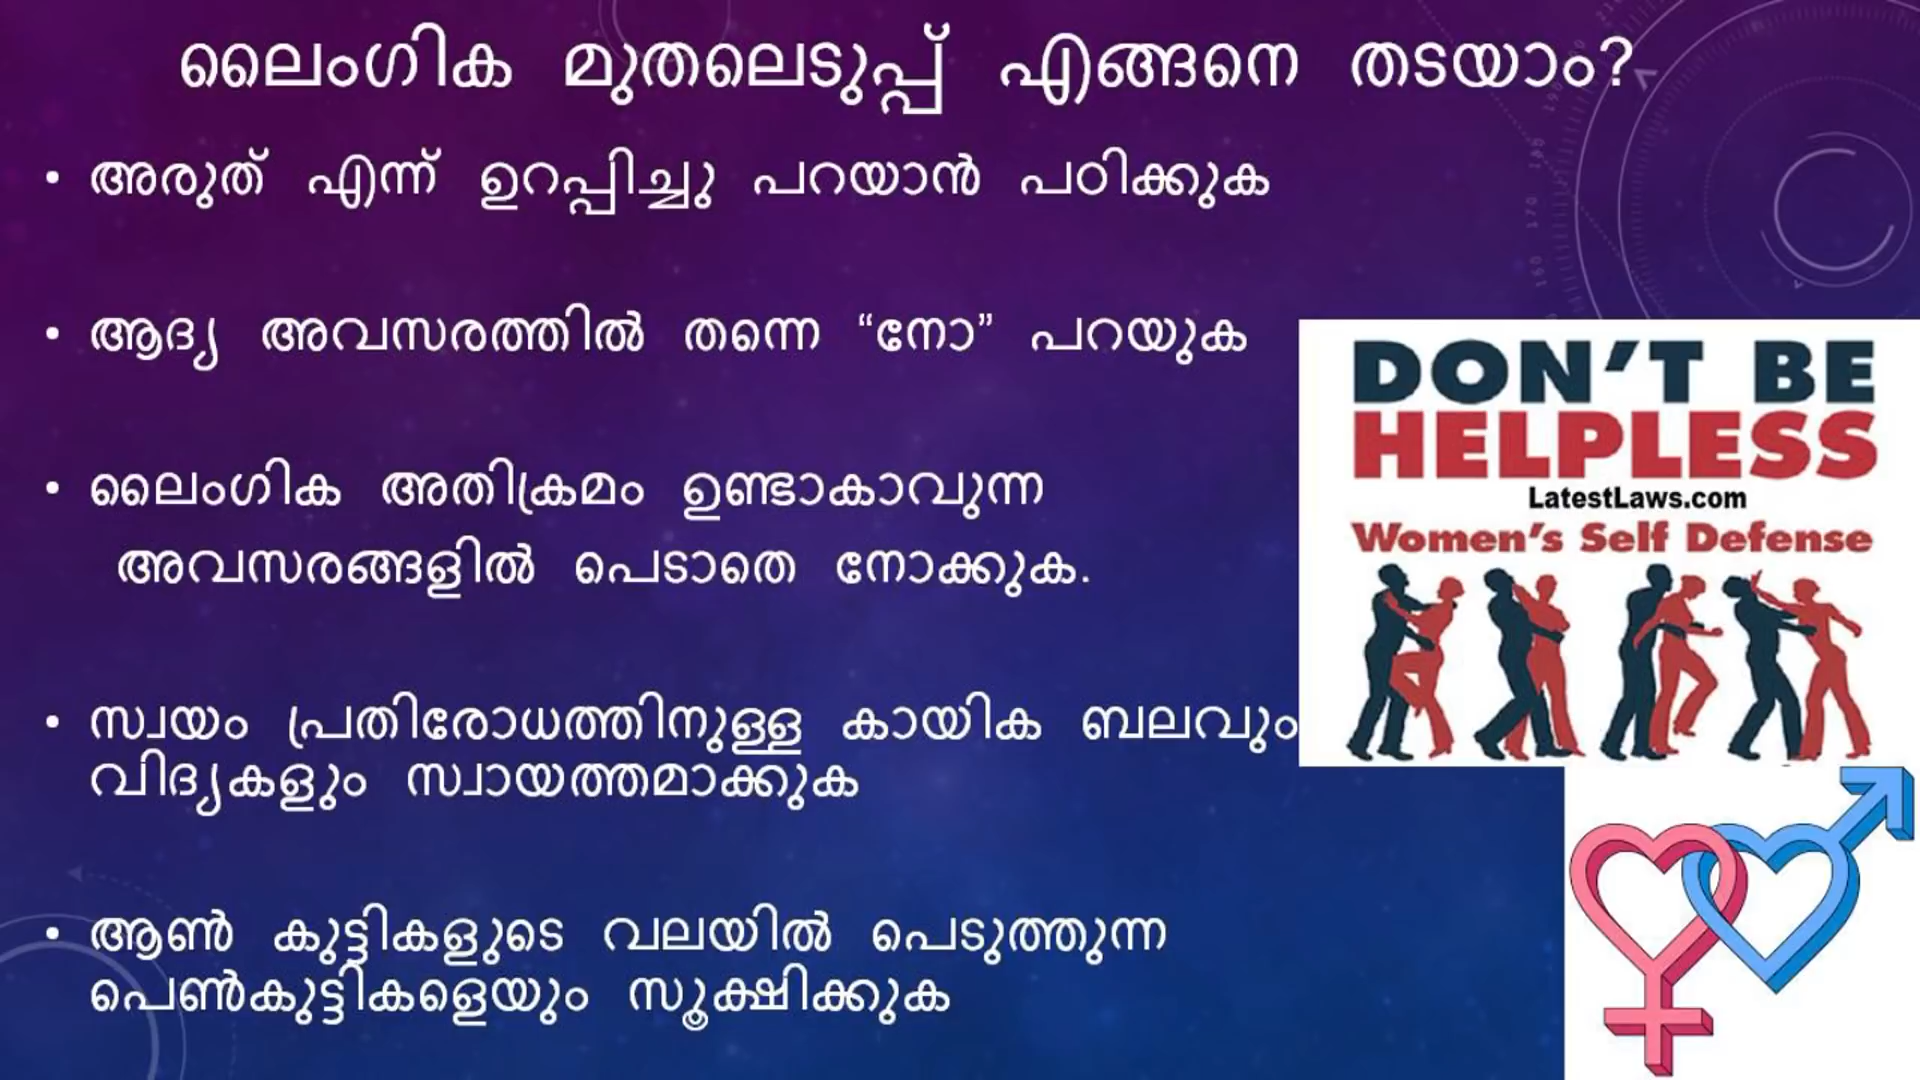 ലൈംഗിക മുതലെടുപ്പ് എങ്ങനെ തടയാം?
• അരുത് എന്ന് ഉറപ്പിച്ചു പറയാൻ പഠിക്കുക
• ആദ്യ അവസരത്തിൽ തന്നെ “നോ” പറയുക
• ലൈംഗിക അതിക്രമം ഉണ്ടാകാവുന്ന
അവസരങ്ങളിൽ പെടാതെ നോക്കുക.
• സ്വയം പ്രതിരോധത്തിനുള്ള കായിക ബലവും
വിദ്യകളും സ്വായത്തമാക്കുക
• ആൺ കുട്ടികളുടെ വലയിൽ പെടുത്തുന്ന
പെൺകുട്ടികളെയും സൂക്ഷിക്കുക
DON’T BE
HELPLESS
LatestLaws.com
Women’s Self Defense